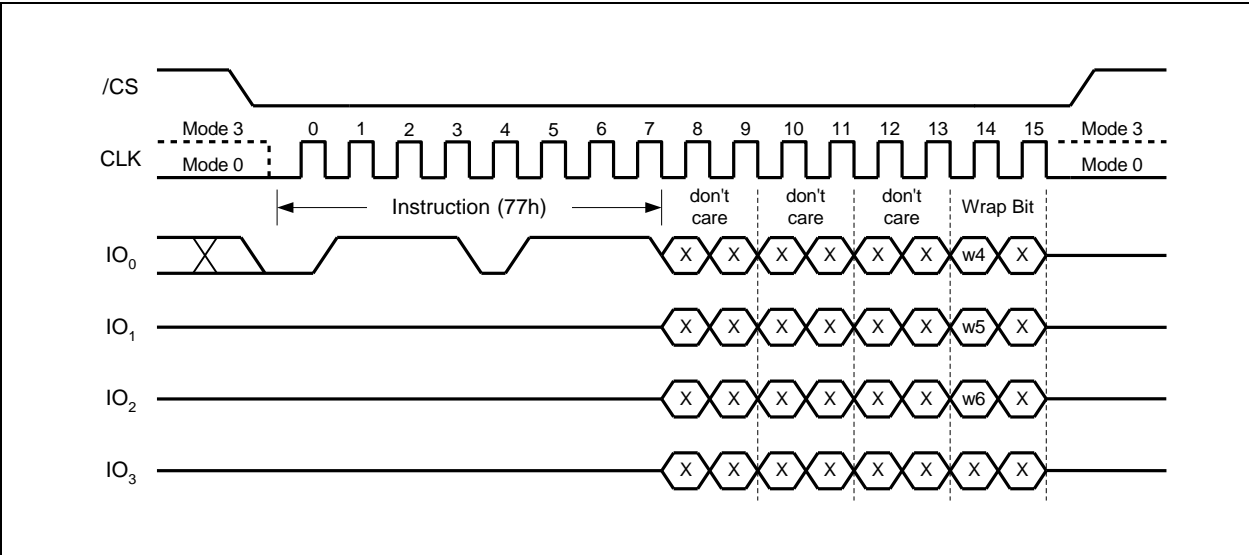 /CS
Mode 3 0 1 2 3 4 5 6 7 8 9 10 11 12 13 14 15 Mode 3
CLK
Mode 0 Mode 0
Instruction (77h) don't care don't care don't care Wrap Bit
IO0 X X X X X X w4 X
IO1 X X X X X X w5 X
IO2 X X X X X X w6 X
IO3 X X X X X X X X